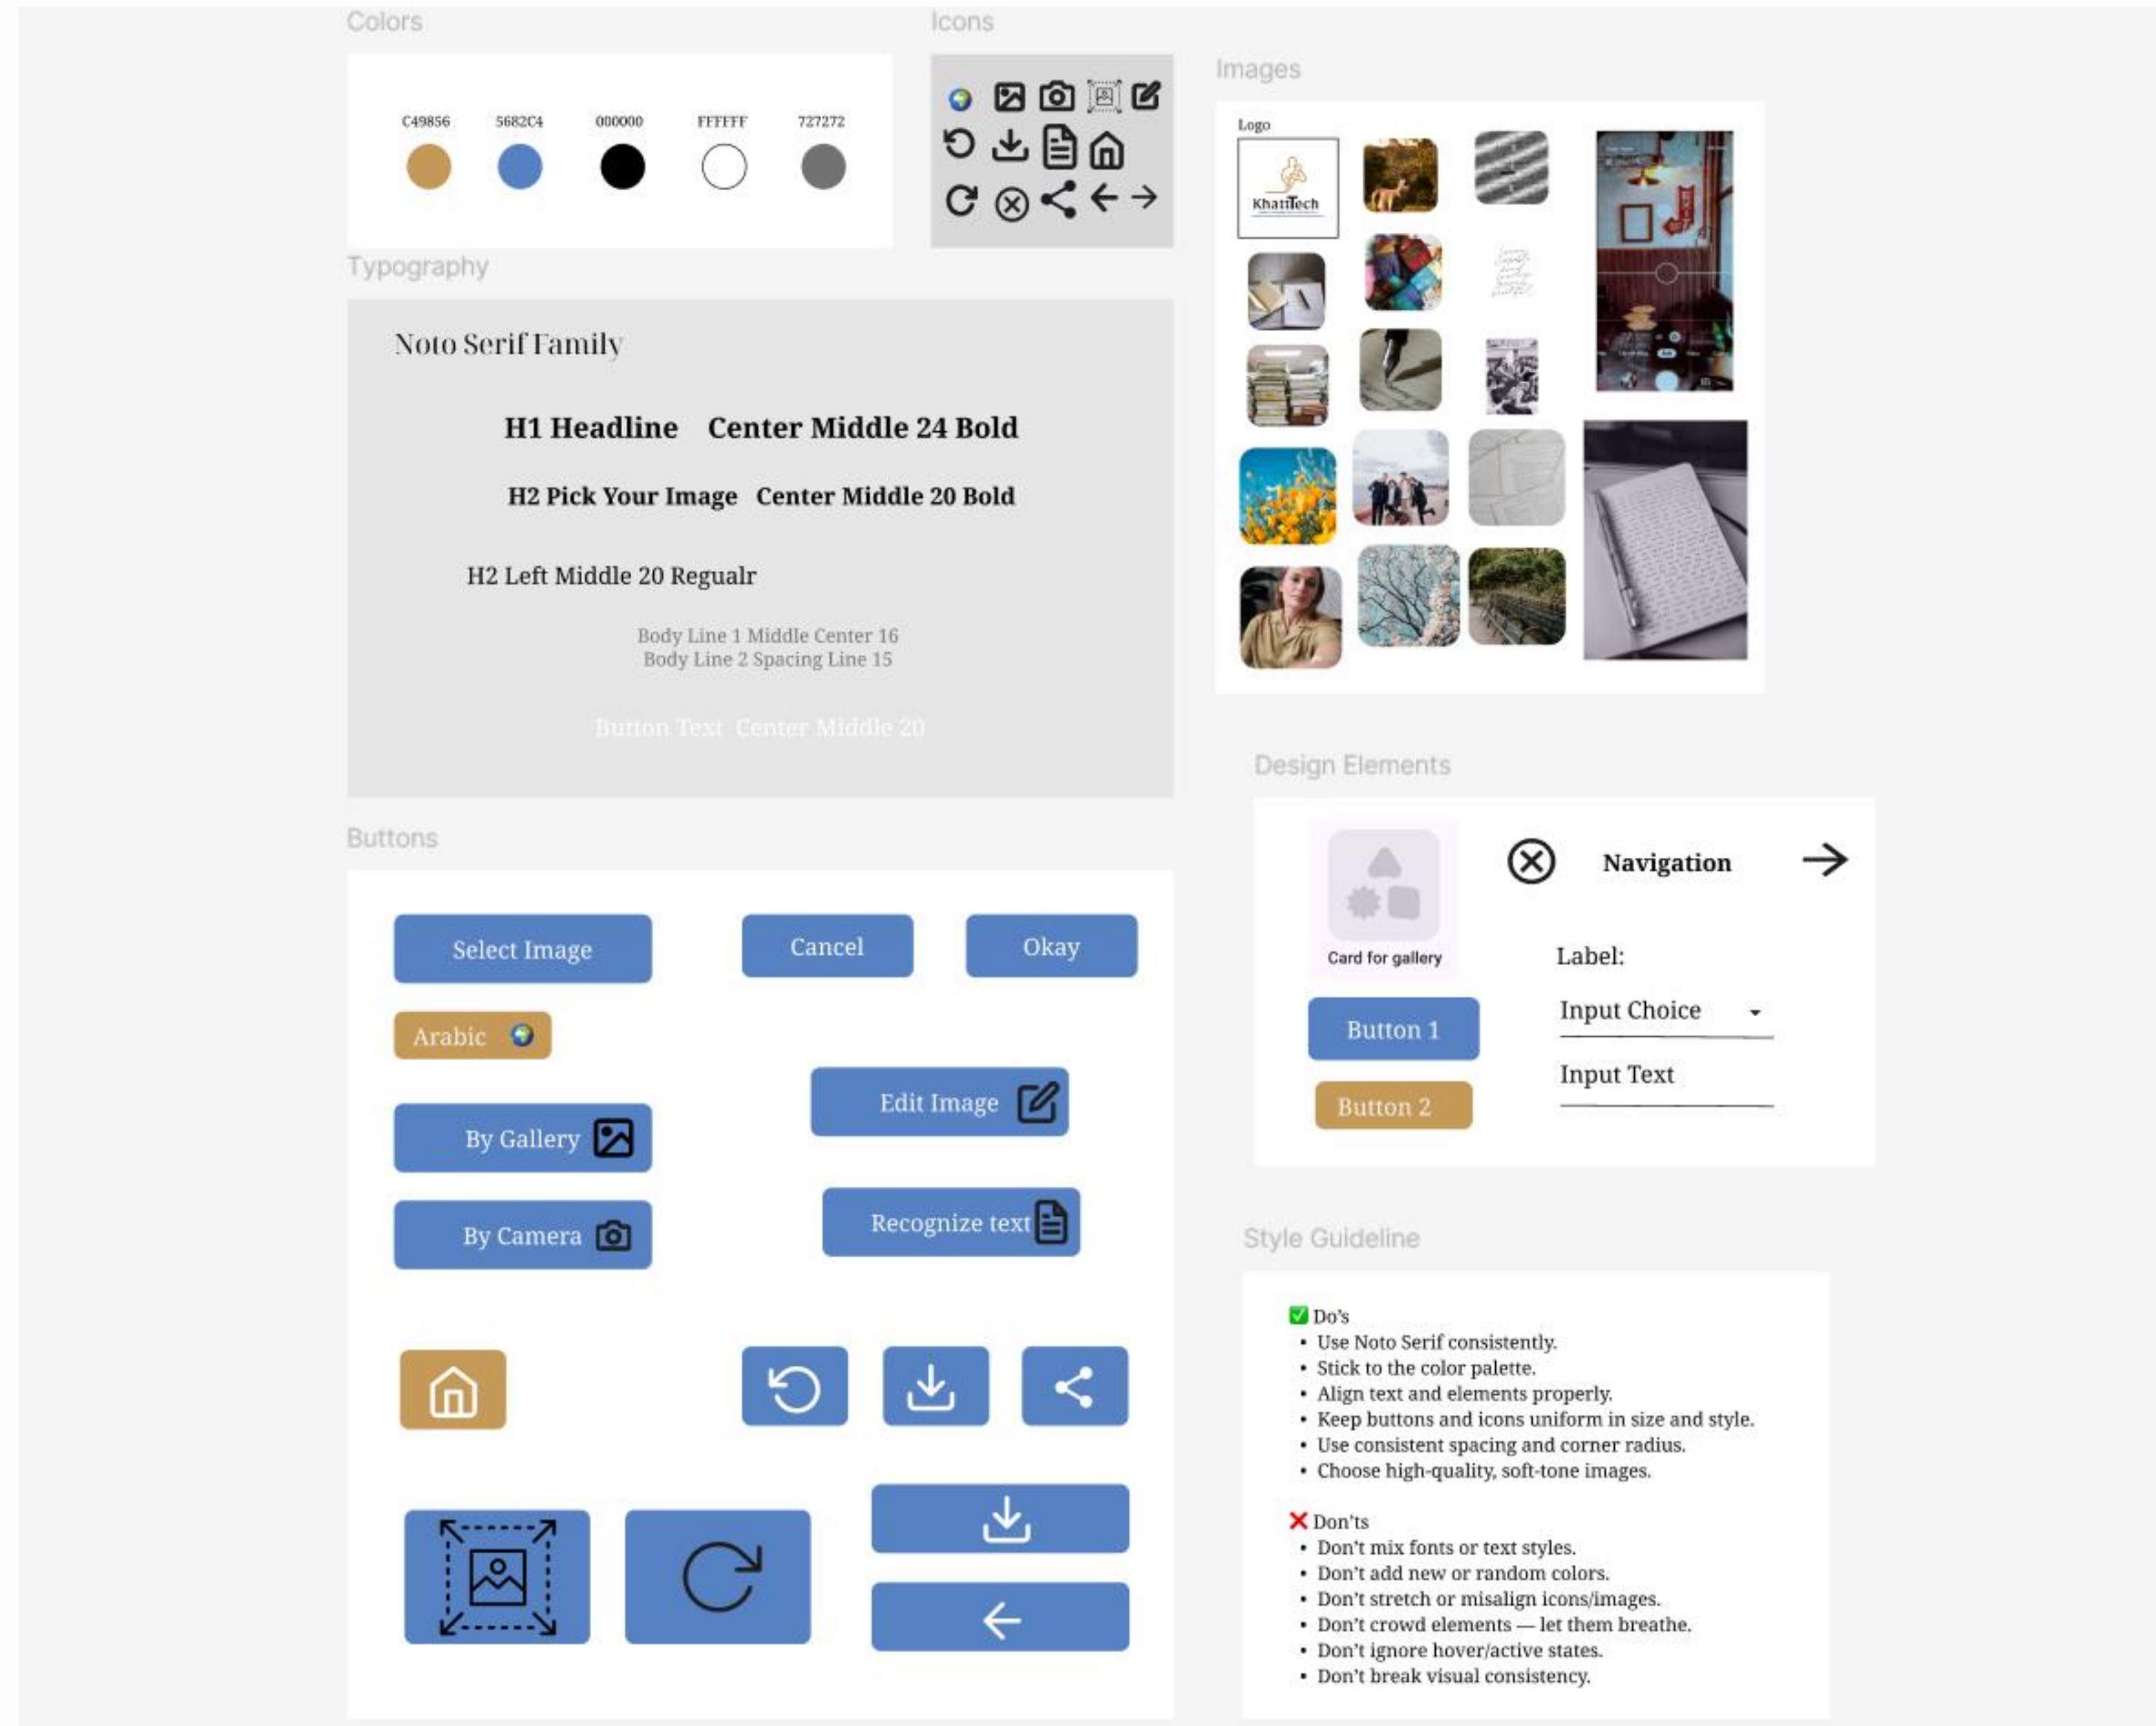 Colors
C49856
5682C4
000000
FFFFFF
727272
Icons
Typography
Noto Serif Family
H1 Headline    Center Middle 24 Bold
H2 Pick Your Image   Center Middle 20 Bold
H2 Left Middle 20 Regualr
Body Line 1 Middle Center 16
Body Line 2 Spacing Line 15
Button Text  Center Middle 20
Buttons
Select Image
Cancel
Okay
Arabic
Edit Image
By Gallery
Recognize text
By Camera
Images
Logo
KhattTech
Design Elements
Card for gallery
Navigation
Label:
Button 1
Input Choice
Button 2
Input Text
Style Guideline
✅ Do’s
• Use Noto Serif consistently.
• Stick to the color palette.
• Align text and elements properly.
• Keep buttons and icons uniform in size and style.
• Use consistent spacing and corner radius.
• Choose high-quality, soft-tone images.
❌ Don’ts
• Don’t mix fonts or text styles.
• Don’t add new or random colors.
• Don’t stretch or misalign icons/images.
• Don’t crowd elements — let them breathe.
• Don’t ignore hover/active states.
• Don’t break visual consistency.